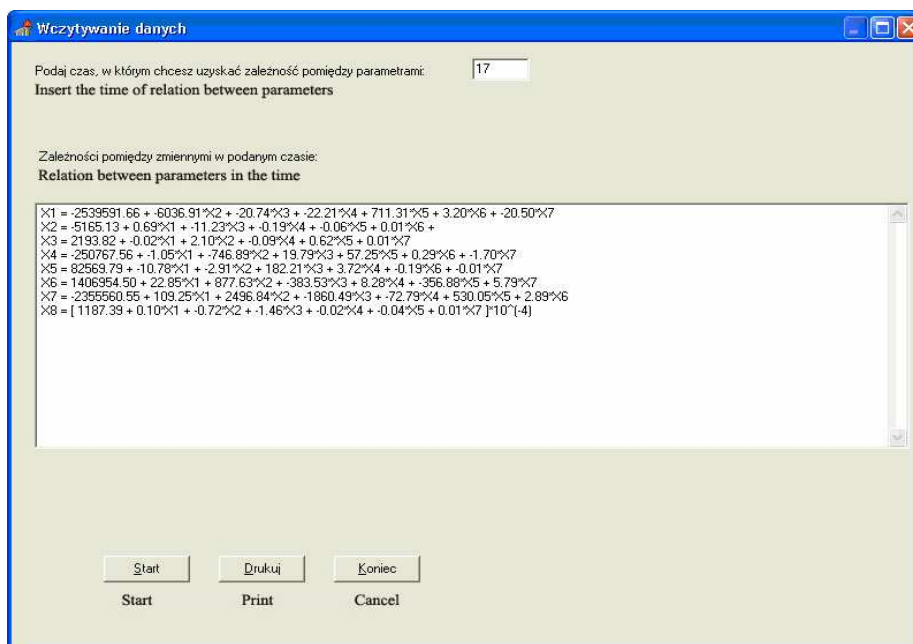 Wczytywanie danych
Podaj czas, w którym chcesz uzyskać zależność pomiędzy parametrami: 17
Insert the time of relation between parameters
Zależności pomiędzy zmiennymi w podanym czasie:
Relation between parameters in the time
X1 = -2539591.66 + -6036.91*X2 + -20.74*X3 + -22.21*X4 + 711.31*X5 + 3.20*X6 + -20.50*X7
X2 = -5165.13 + 0.69*X1 + -11.23*X3 + -0.19*X4 + -0.06*X5 + 0.01*X6 +
X3 = 2193.82 + -0.02*X1 + 2.10*X2 + -0.09*X4 + 0.62*X5 + 0.01*X7
X4 = -250767.56 + -1.05*X1 + -746.89*X2 + 19.79*X3 + 57.25*X5 + 0.29*X6 + -1.70*X7
X5 = 82569.79 + -10.78*X1 + -2.91*X2 + 182.21*X3 + 3.72*X4 + -0.19*X6 + -0.01*X7
X6 = 1406954.50 + 22.85*X1 + 877.63*X2 + -383.53*X3 + 8.28*X4 + -356.88*X5 + 5.79*X7
X7 = -2355560.55 + 109.25*X1 + 2496.84*X2 + -1860.49*X3 + -72.79*X4 + 530.05*X5 + 2.89*X6
X8 = [ 1187.39 + 0.10*X1 + -0.72*X2 + -1.46*X3 + -0.02*X4 + -0.04*X5 + 0.01*X7 ]*10^(-4)
Start Drukuj Koniec
Start Print Cancel